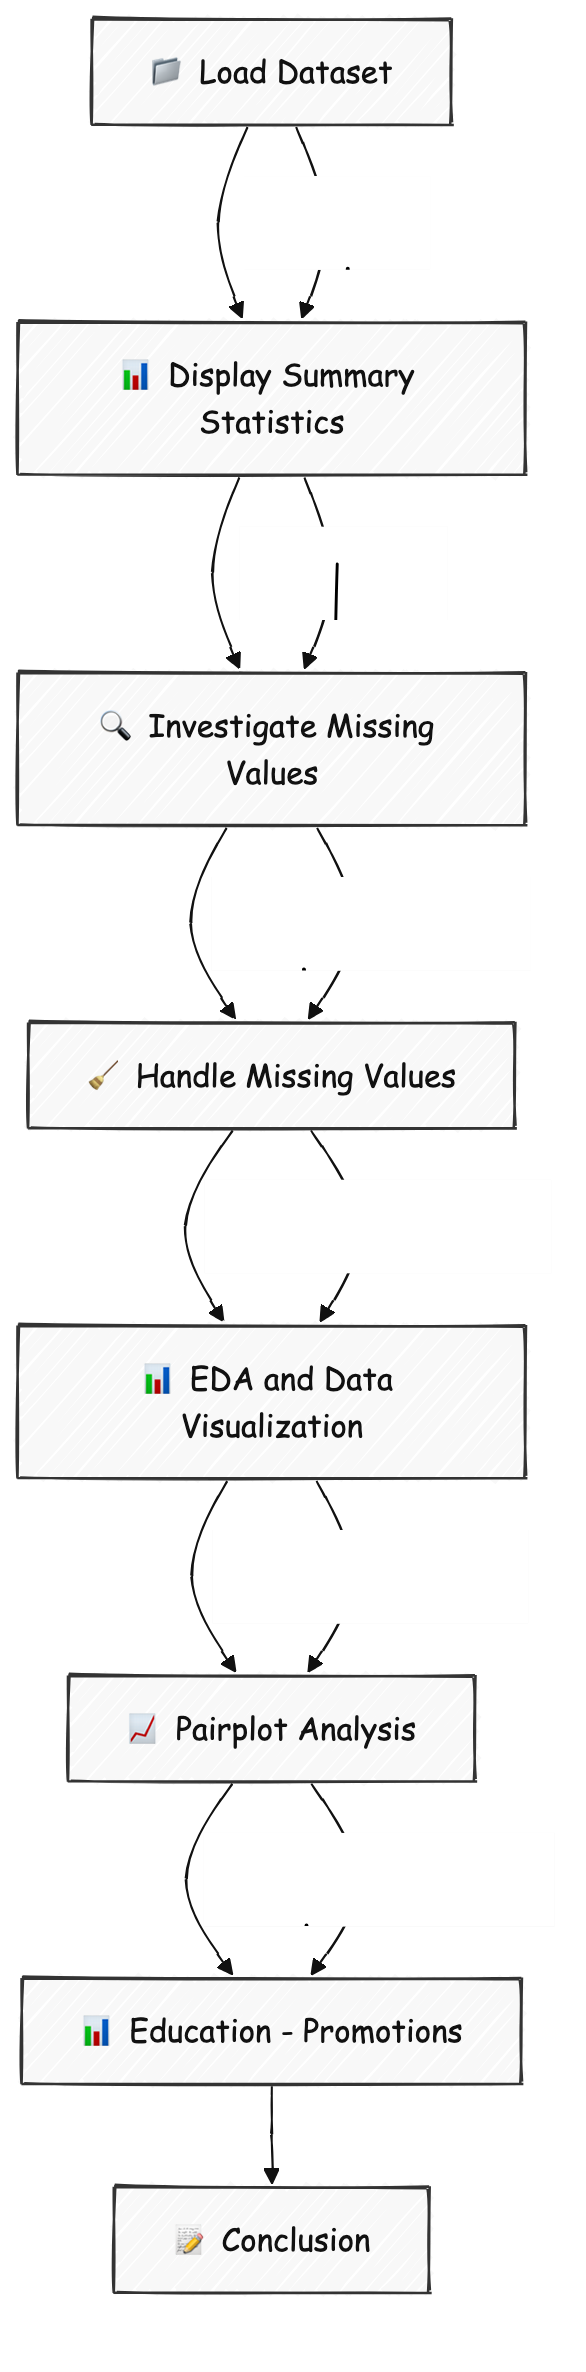 Load Dataset
Display Summary
Statistics
Investigate Missing
Values
Handle Missing Values
EDA and Data
Visualization
Pairplot Analysis
Education - Promotions
Conclusion